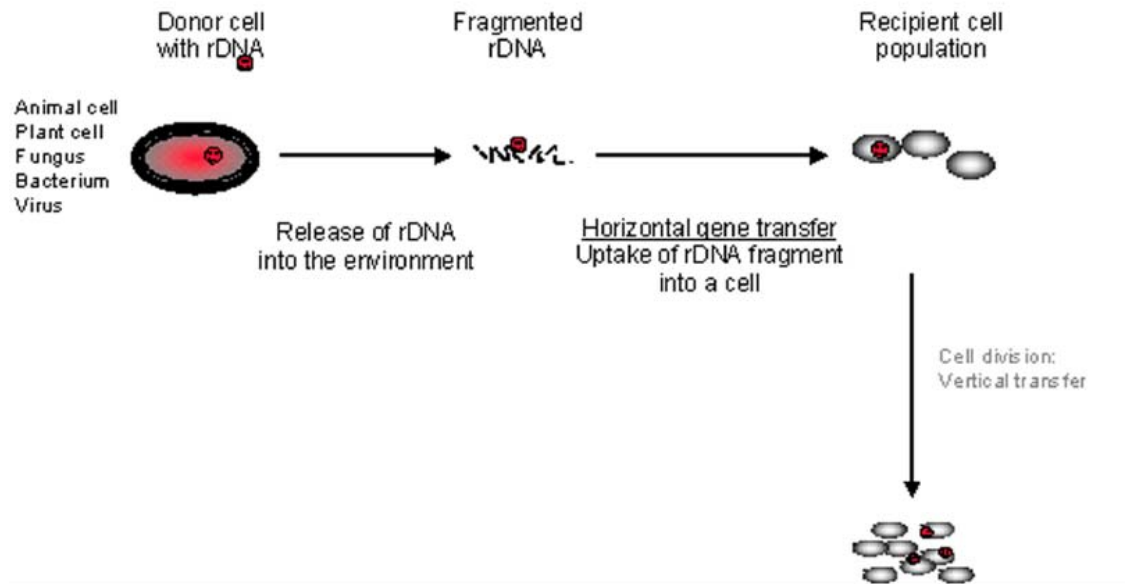 Donor cell
with rDNA
Fragmented
rDNA
Recipient cell
population
Animal cell
Plant cell
Fungus
Bacterium
Virus
Release of rDNA
into the environment
Horizontal gene transfer
Uptake of rDNA fragment
into a cell
Cell division:
Vertical transfer